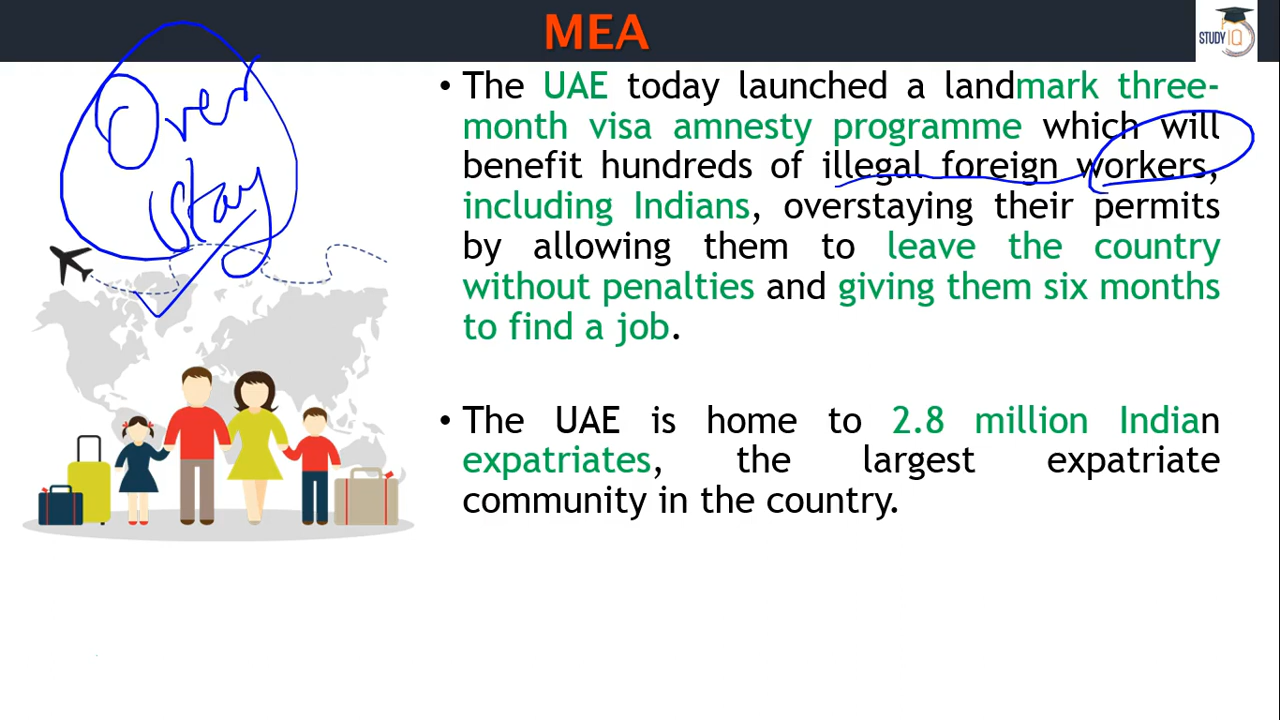 MEA
STUDY IQ
Over
stay
• The UAE today launched a landmark three-
month visa amnesty programme which will
benefit hundreds of illegal foreign workers,
including Indians, overstaying their permits
by allowing them to leave the country
without penalties and giving them six months
to find a job.
• The UAE is home to 2.8 million Indian
expatriates, the largest expatriate
community in the country.